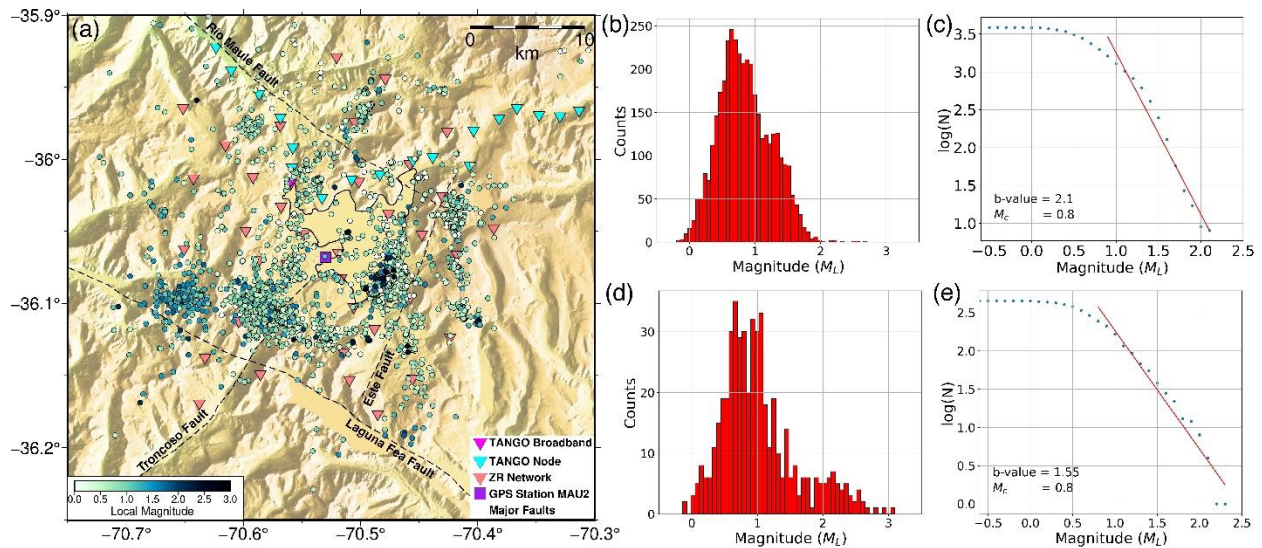 (a)
−35.9°
−36°
−36.1°
−36.2°
−70.7°
−70.6°
−70.5°
−70.4°
−70.3°
0
10
km
Rio Maule Fault
Troncoso Fault
Este Fault
Laguna Fea Fault
0.0 0.5 1.0 1.5 2.0 2.5 3.0
Local Magnitude
TANGO Broadband
TANGO Node
ZR Network
GPS Station MAU2
Major Faults
(b)
250
200
150
100
50
0
Counts
0 1 2 3
Magnitude (M_L)
(c)
3.5
3.0
2.5
2.0
1.5
1.0
log(N)
b-value = 2.1
M_c = 0.8
−0.5 0.0 0.5 1.0 1.5 2.0 2.5
Magnitude (M_L)
(d)
30
20
10
0
Counts
0 1 2 3
Magnitude (M_L)
(e)
2.5
2.0
1.5
1.0
0.5
0.0
log(N)
b-value = 1.55
M_c = 0.8
−0.5 0.0 0.5 1.0 1.5 2.0 2.5
Magnitude (M_L)